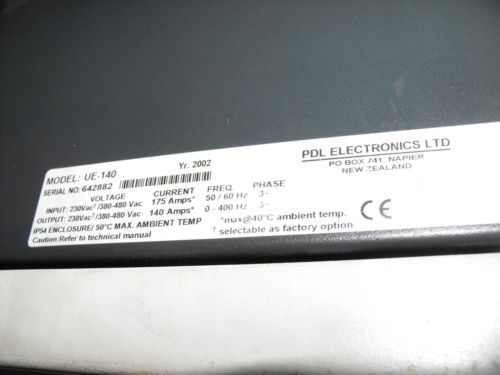 MODEL: UE-140 Yr. 2002
SERIAL NO: 642882
VOLTAGE CURRENT FREQ. PHASE
INPUT: 230Vac†/380-480 Vac 175 Amps* 50/60 Hz 3~
OUTPUT: 230Vac†/380-480 Vac 140 Amps* 0-400 Hz 3~
IP54 ENCLOSURE/ 50°C MAX. AMBIENT TEMP *max@40°C ambient temp.
Caution:Refer to technical manual † selectable as factory option
PDL ELECTRONICS LTD
PO BOX 741, NAPIER
NEW ZEALAND
CE